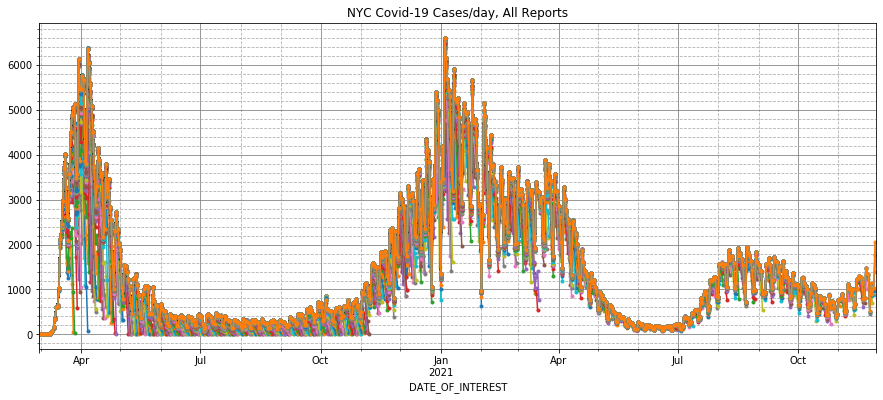 NYC Covid-19 Cases/day, All Reports
6000
5000
4000
3000
2000
1000
0
Apr Jul Oct Jan Apr Jul Oct
2021
DATE_OF_INTEREST